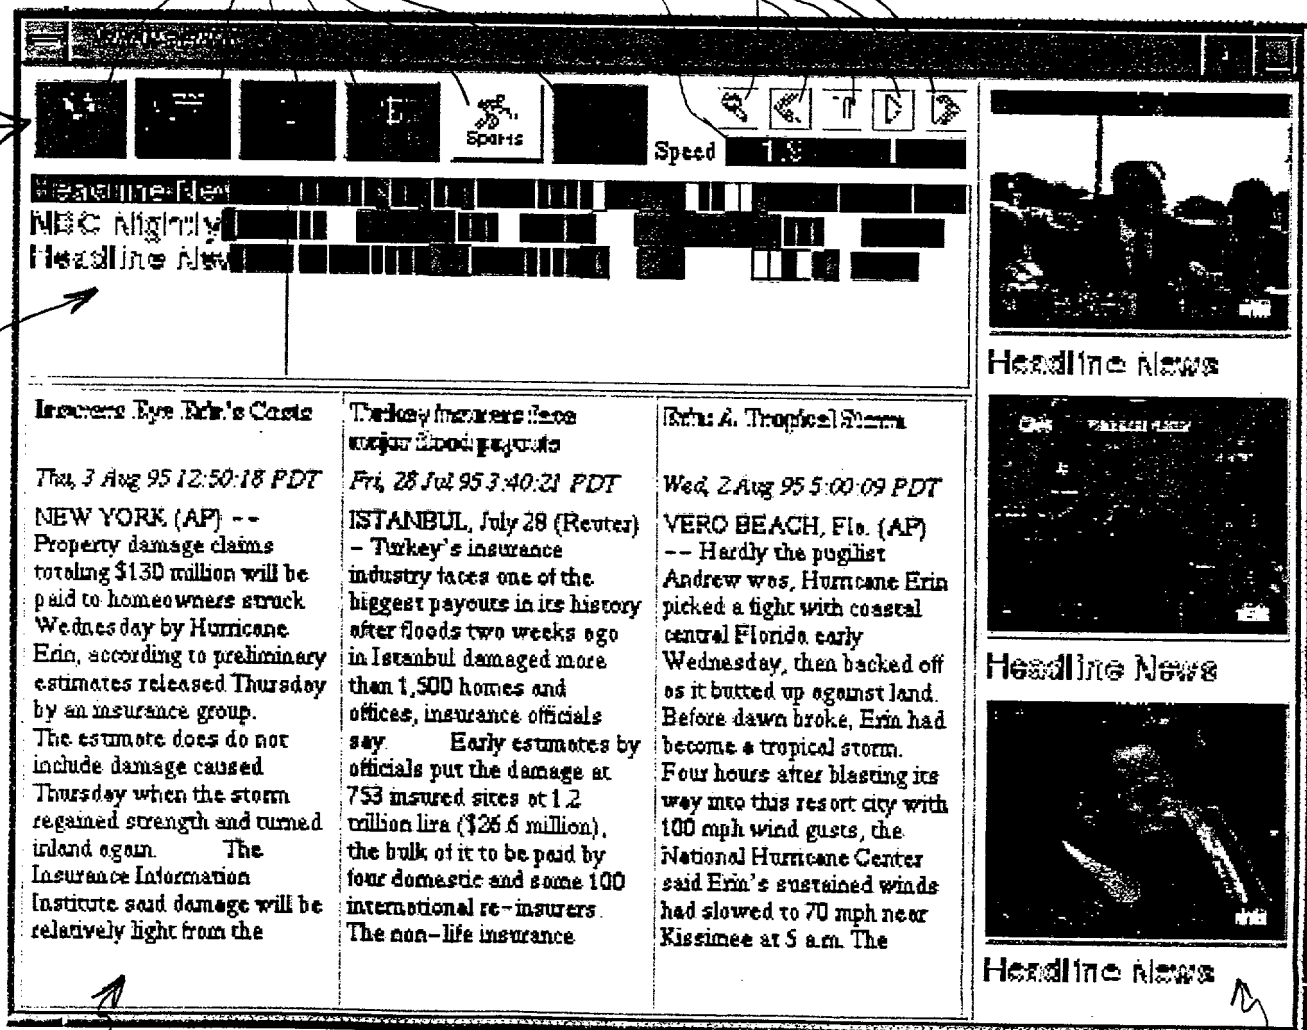 Sports
Speed 1.8
Headline New
NBC Nightly
Headline New
Insurers Eye Erin's Costs
Thu, 3 Aug 95 12:50:18 PDT
NEW YORK (AP) --
Property damage claims
totaling $130 million will be
paid to homeowners struck
Wednesday by Hurricane
Erin, according to preliminary
estimates released Thursday
by an insurance group.
The estimate does do not
include damage caused
Thursday when the storm
regained strength and turned
inland again. The
Insurance Information
Institute said damage will be
relatively light from the
Turkey insurers face
major flood payouts
Fri, 28 Jul 95 3:40:21 PDT
ISTANBUL, July 28 (Reuter)
- Turkey's insurance
industry faces one of the
biggest payouts in its history
after floods two weeks ago
in Istanbul damaged more
than 1,500 homes and
offices, insurance officials
say. Early estimates by
officials put the damage at
753 insured sites at 1.2
trillion lira ($26.6 million),
the bulk of it to be paid by
four domestic and some 100
international re-insurers.
The non-life insurance
Erin: A Tropical Storm
Wed, 2 Aug 95 5:00:09 PDT
VERO BEACH, Fla. (AP)
-- Hardly the pugilist
Andrew was, Hurricane Erin
picked a fight with coastal
central Florida early
Wednesday, then backed off
as it butted up against land.
Before dawn broke, Erin had
become a tropical storm.
Four hours after blasting its
way into this resort city with
100 mph wind gusts, the
National Hurricane Center
said Erin's sustained winds
had slowed to 70 mph near
Kissimee at 5 a.m. The
Headline News
Headline News
Headline News